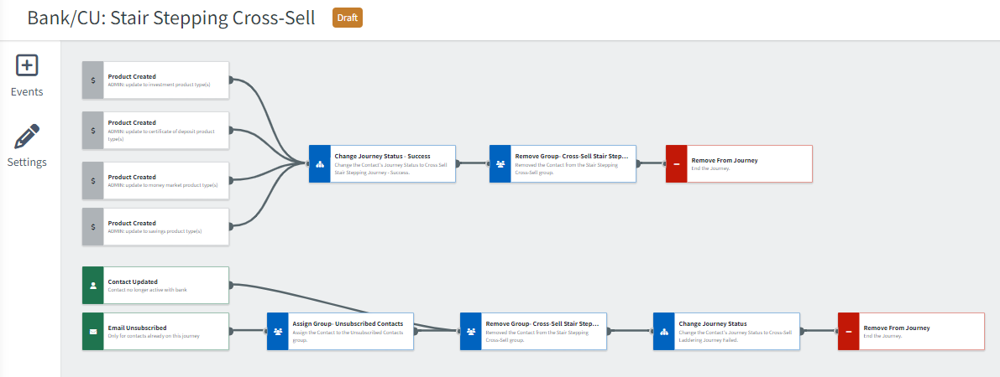 Bank/CU: Stair Stepping Cross-Sell
Draft
Events
Settings
$
Product Created
ADMIN: update to investment product type(s)
$
Product Created
ADMIN: update to certificate of deposit product
type(s)
$
Product Created
ADMIN: update to money market product type(s)
$
Product Created
ADMIN: update to savings product type(s)
Change Journey Status - Success
Change the Contact's Journey Status to Cross Sell
Stair Stepping Journey - Success.
Remove Group- Cross-Sell Stair Step...
Removed the Contact from the Stair Stepping
Cross-Sell group.
Remove From Journey
End the Journey.
Contact Updated
Contact no longer active with bank
Email Unsubscribed
Only for contacts already on this journey
Assign Group- Unsubscribed Contacts
Assign the Contact to the Unsubscribed Contacts
group.
Remove Group- Cross-Sell Stair Step...
Removed the Contact from the Stair Stepping
Cross-Sell group.
Change Journey Status
Change the Contact's Journey Status to Cross-Sell
Laddering Journey Failed.
Remove From Journey
End the Journey.